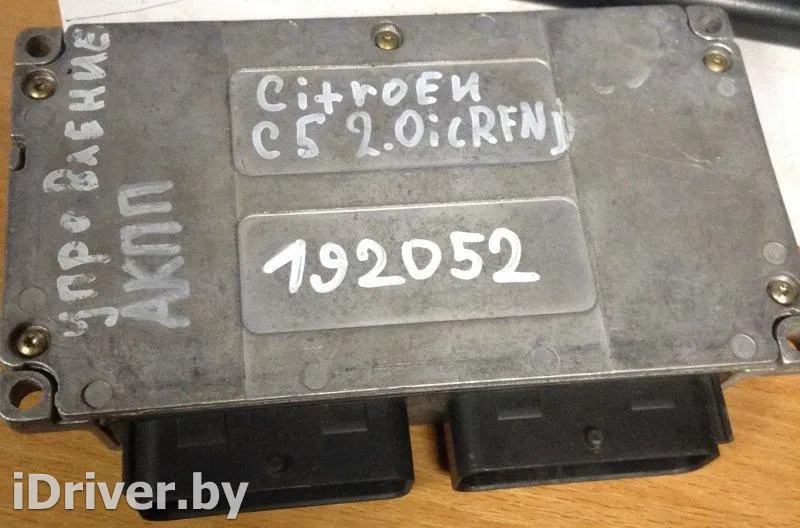 Citroen
C5 2.0i (RFN)
192052
управление
АКПП
iDriver.by